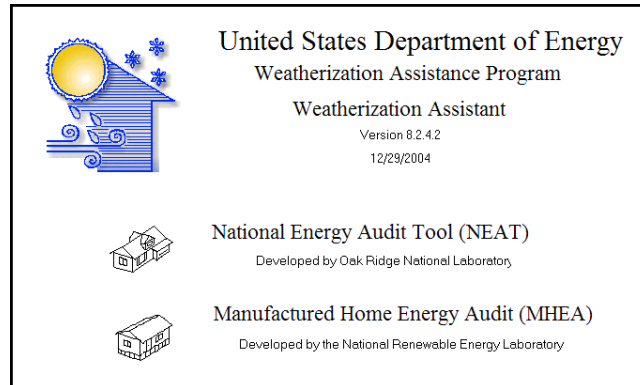 United States Department of Energy
Weatherization Assistance Program
Weatherization Assistant
Version 8.2.4.2
12/29/2004
National Energy Audit Tool (NEAT)
Developed by Oak Ridge National Laboratory
Manufactured Home Energy Audit (MHEA)
Developed by the National Renewable Energy Laboratory